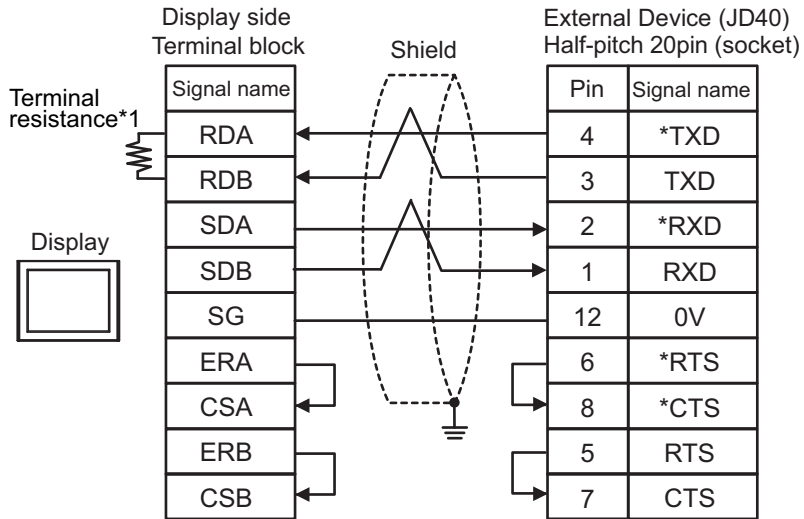 Display side
Terminal block
Shield
External Device (JD40)
Half-pitch 20pin (socket)
Terminal
resistance*1
Display
Signal name
Pin Signal name
RDA 4 *TXD
RDB 3 TXD
SDA 2 *RXD
SDB 1 RXD
SG 12 0V
ERA 6 *RTS
CSA 8 *CTS
ERB 5 RTS
CSB 7 CTS